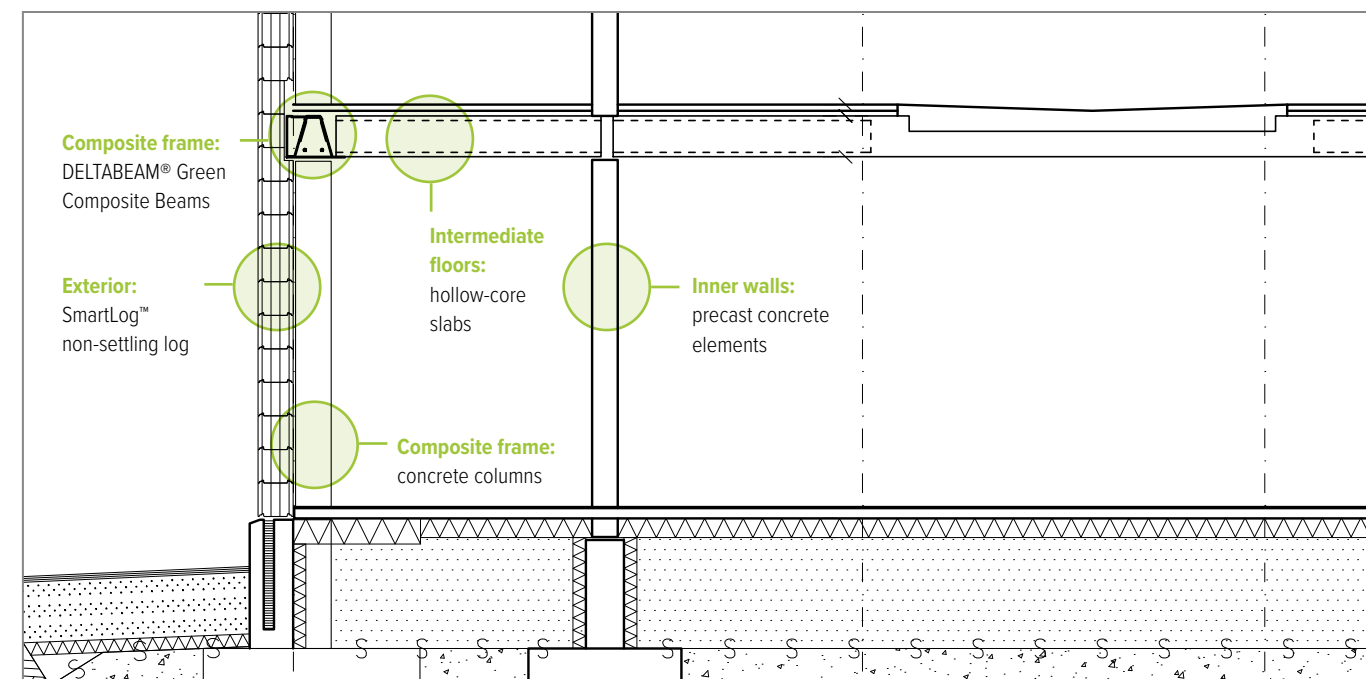 Composite frame:
DELTABEAM® Green
Composite Beams
Exterior:
SmartLog™
non-settling log
Intermediate
floors:
hollow-core
slabs
Inner walls:
precast concrete
elements
Composite frame:
concrete columns
S S S S S S S S S S S S S S S S S S